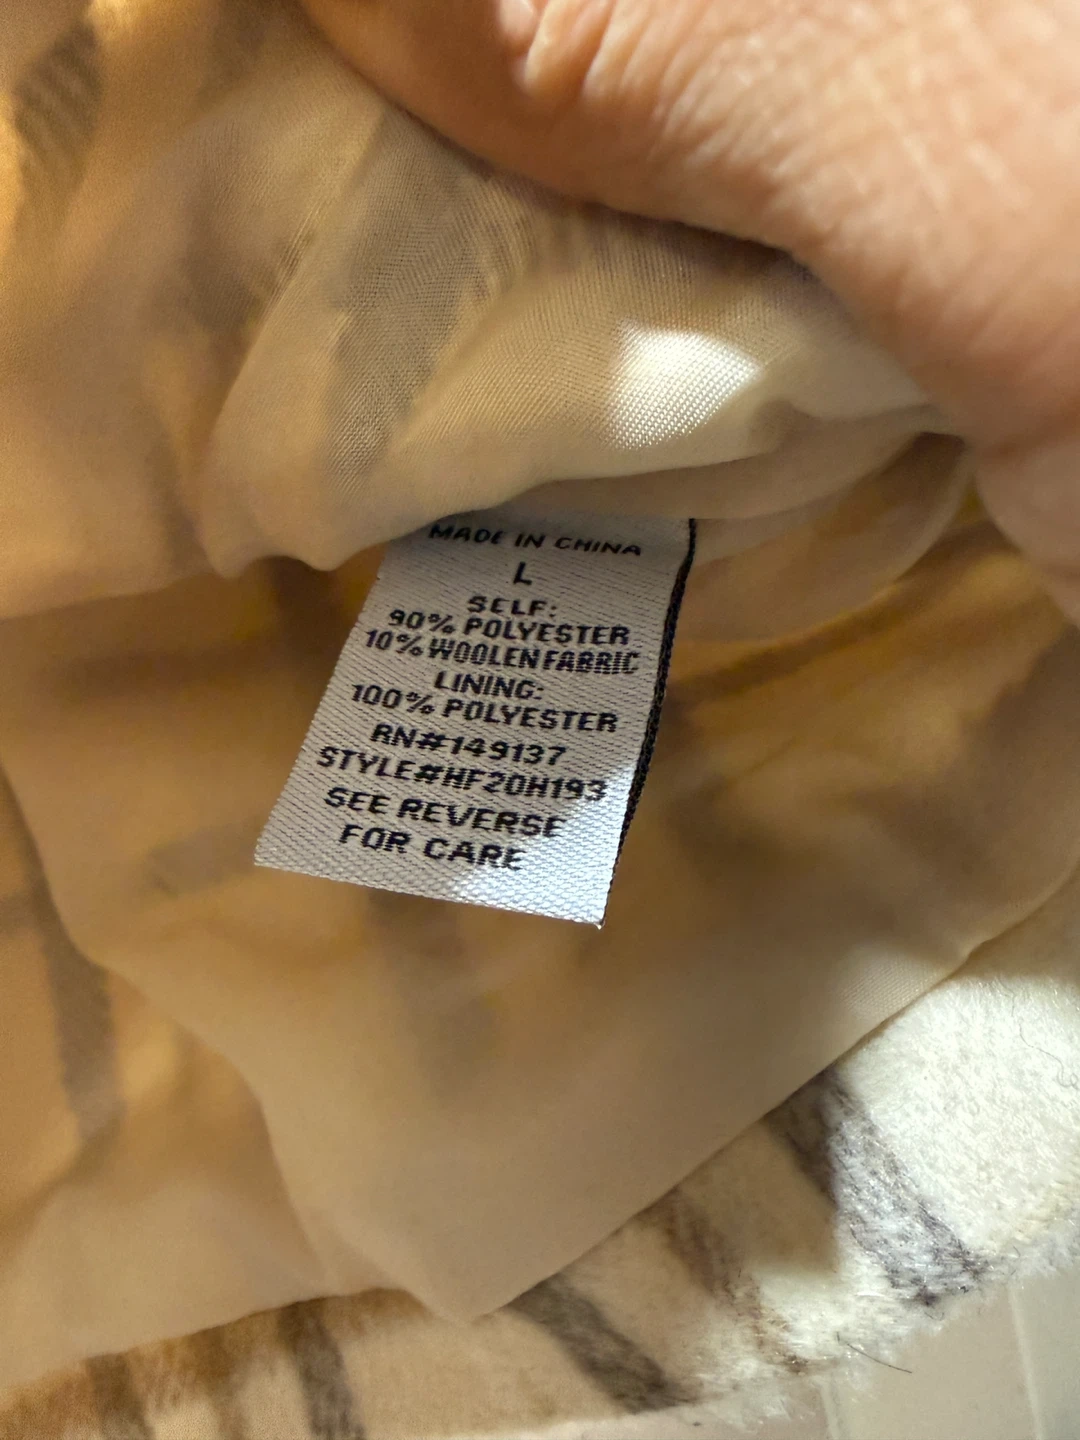 MADE IN CHINA
L
SELF:
90% POLYESTER
10% WOOLEN FABRIC
LINING:
100% POLYESTER
RN#149137
STYLE#HF20H193
SEE REVERSE
FOR CARE